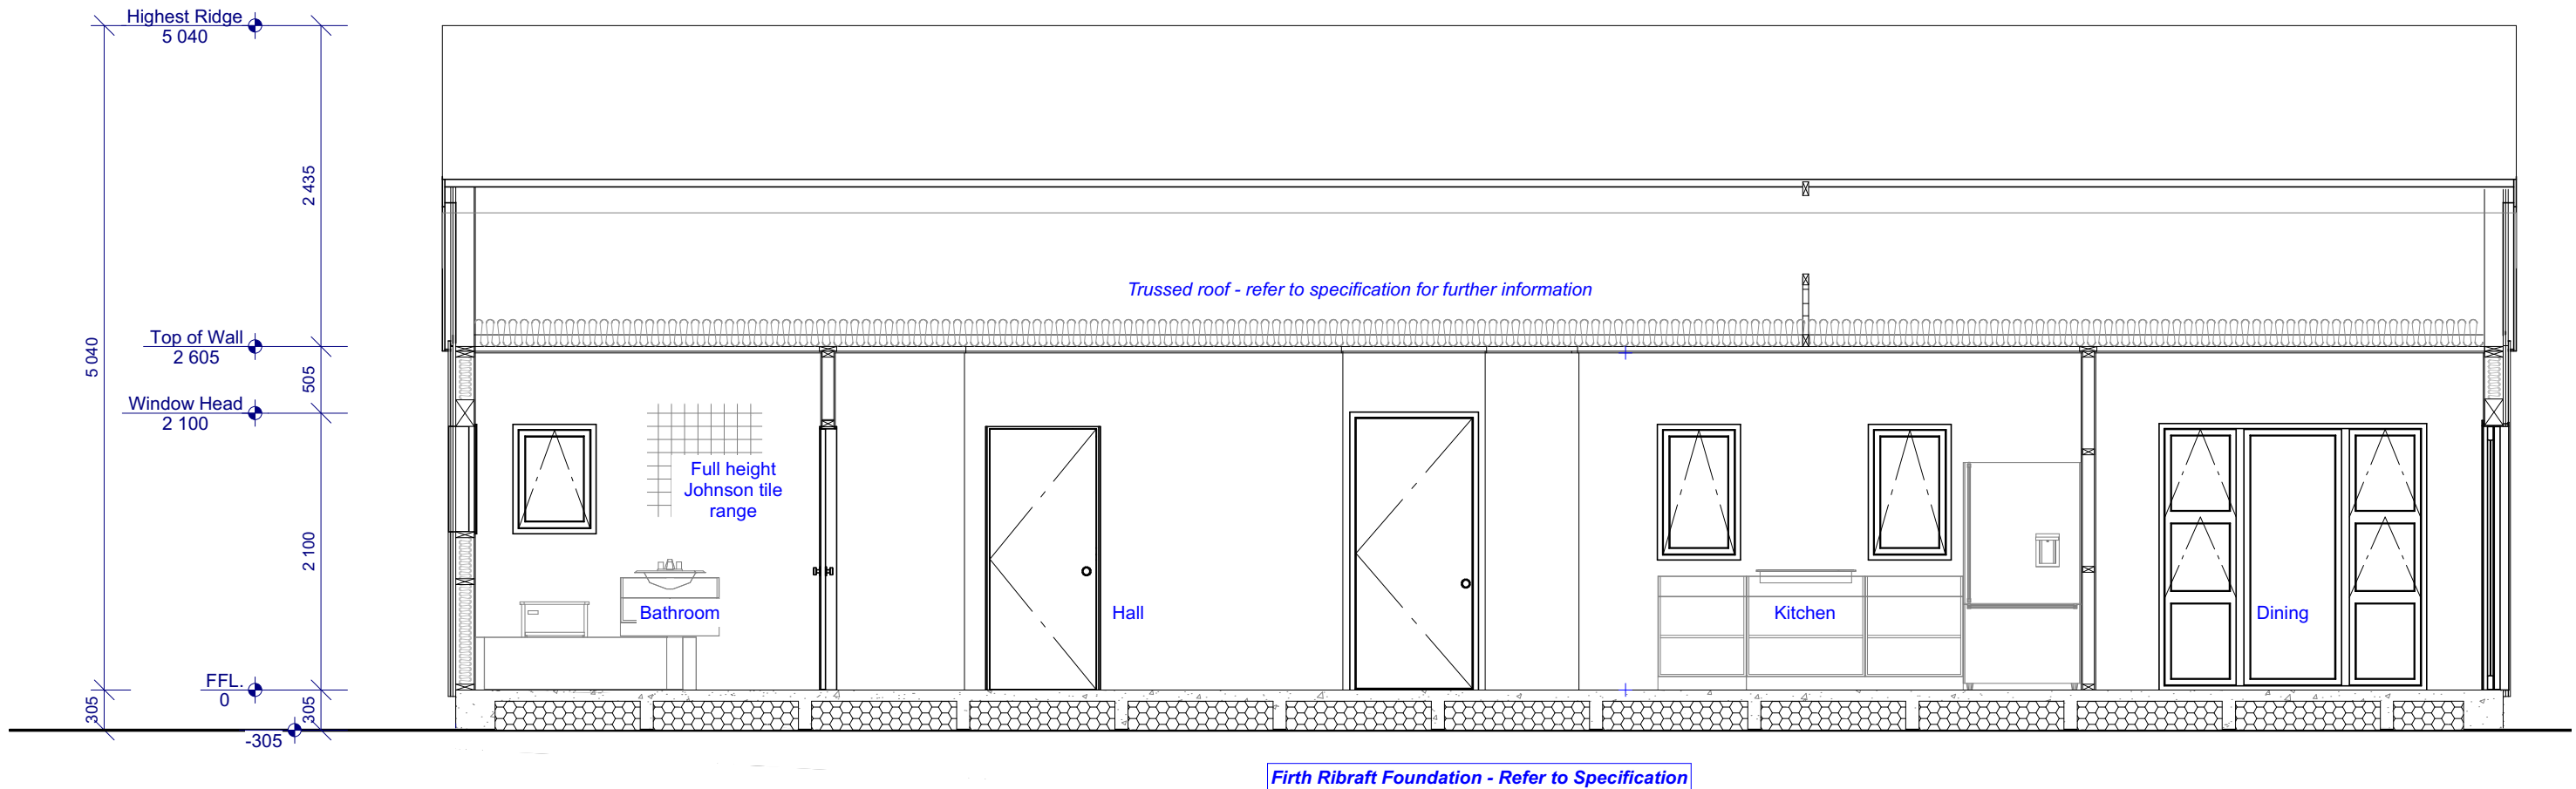 Highest Ridge
5 040
2 435
Trussed roof - refer to specification for further information
5 040
Top of Wall
2 605
505
Window Head
2 100
Full height
Johnson tile
range
2 100
Bathroom
Hall
Kitchen
Dining
FFL.
0
305
305
-305
Firth Ribraft Foundation - Refer to Specification